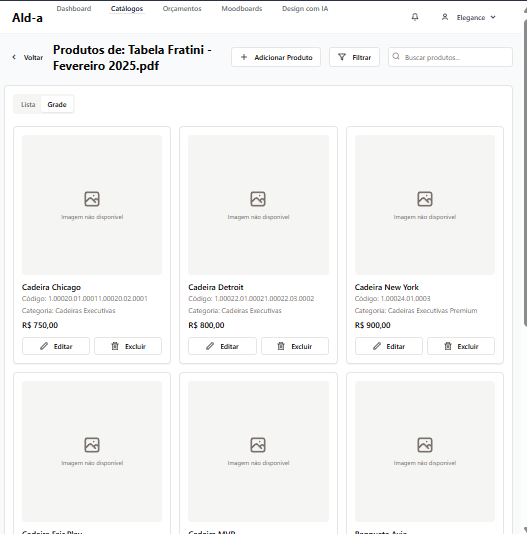 Ald-a
Dashboard
Catálogos
Orçamentos
Moodboards
Design com IA
Elegance
Voltar
Produtos de: Tabela Fratini -
Fevereiro 2025.pdf
Adicionar Produto
Filtrar
Buscar produtos...
Lista
Grade
Imagem não disponível
Imagem não disponível
Imagem não disponível
Cadeira Chicago
Código: 1.00020.01.00011.00020.02.0001
Categoria: Cadeiras Executivas
R$ 750,00
Editar
Excluir
Cadeira Detroit
Código: 1.00022.01.00021.00022.03.0002
Categoria: Cadeiras Executivas
R$ 800,00
Editar
Excluir
Cadeira New York
Código: 1.00024.01.0003
Categoria: Cadeiras Executivas Premium
R$ 900,00
Editar
Excluir
Imagem não disponível
Imagem não disponível
Imagem não disponível